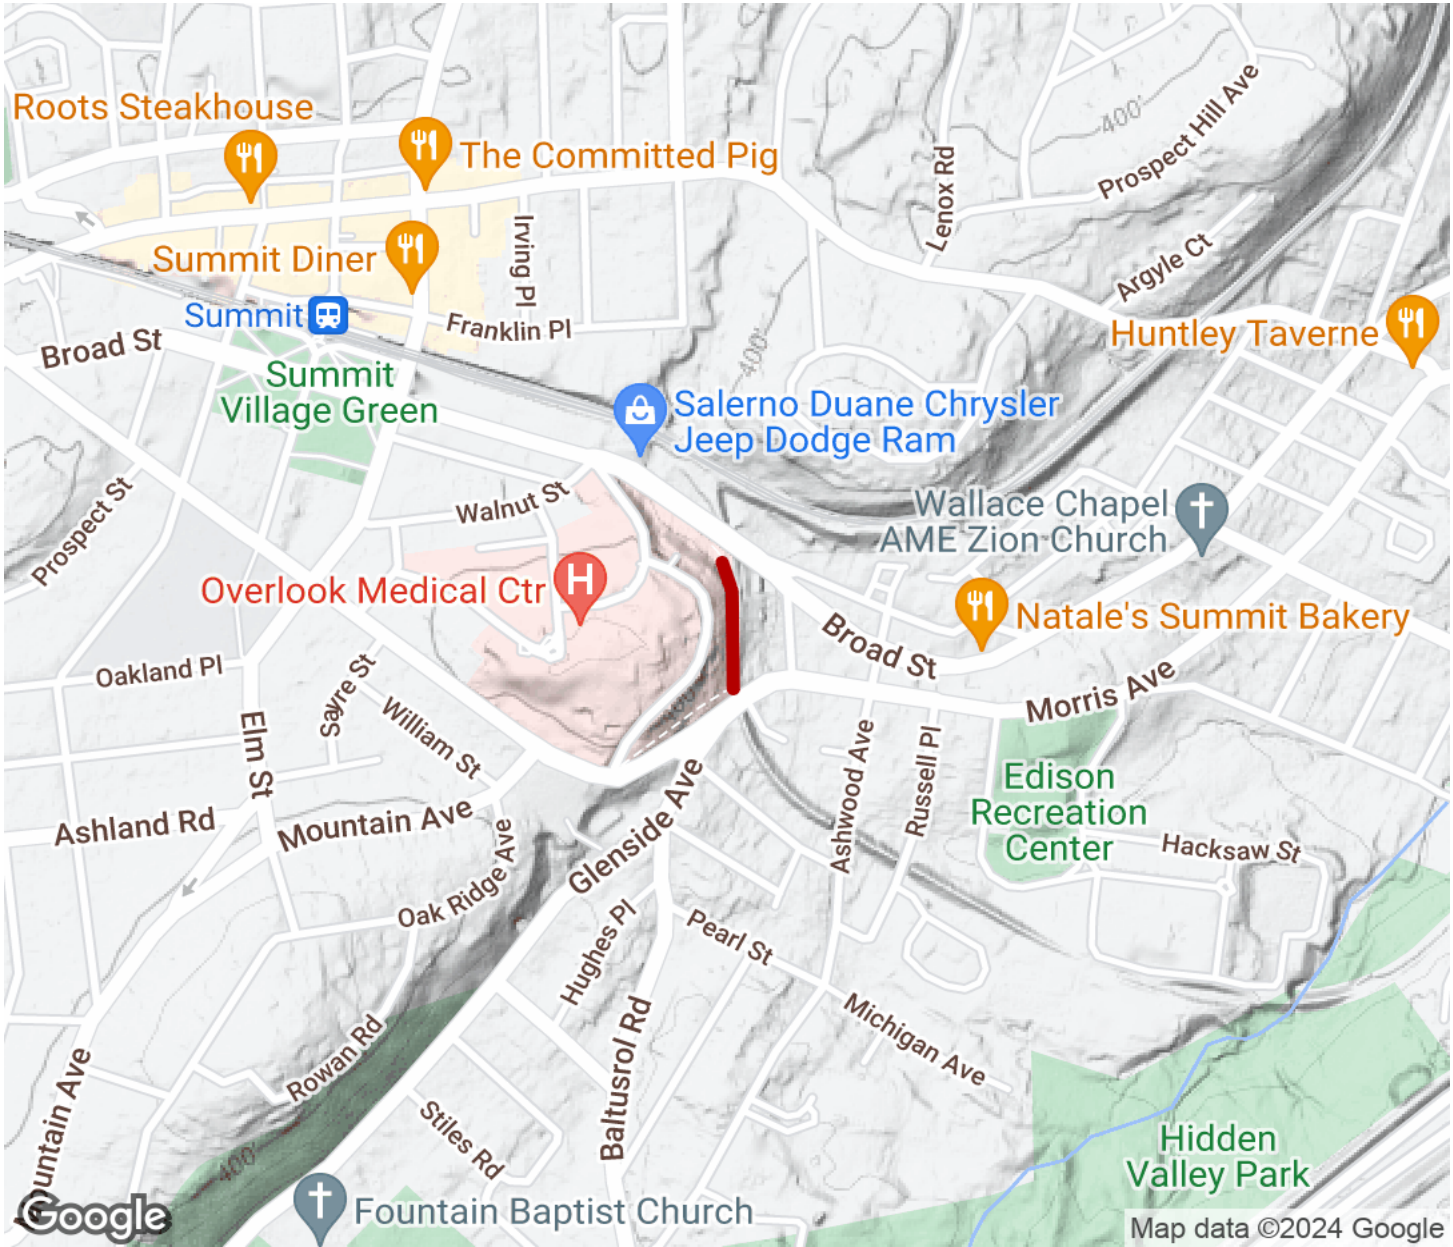 Roots Steakhouse
The Committed Pig
400'
Prospect Hill Ave
Lenox Rd
Irving Pl
Argyle Ct
Summit Diner
Summit
Franklin Pl
Broad St
400'
Huntley Taverne
Summit
Village Green
Salerno Duane Chrysler
Jeep Dodge Ram
Prospect St
Walnut St
Wallace Chapel
AME Zion Church
H
Overlook Medical Ctr
Natale's Summit Bakery
Broad St
Oakland Pl
Sayre St
William St
400'
Morris Ave
Elm St
Ashwood Ave
Russell Pl
Edison
Recreation
Center
Ashland Rd
Mountain Ave
Glenside Ave
Hacksaw St
Oak Ridge Ave
Hughes Pl
Pearl St
Michigan Ave
Rowan Rd
Baltusrol Rd
Mountain Ave
Stiles Rd
400'
Hidden
Valley Park
Fountain Baptist Church
Google
Map data ©2024 Google